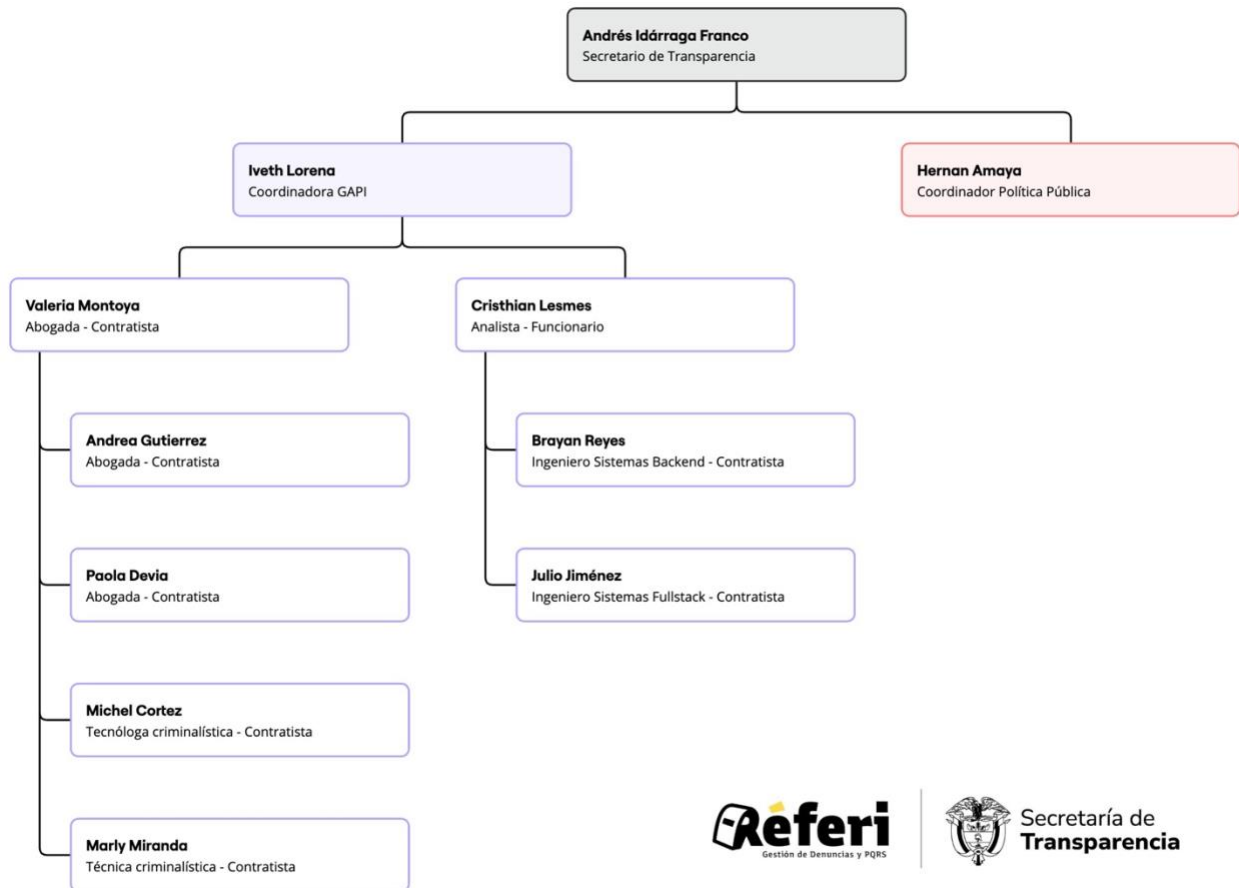 Andrés Idárraga Franco
Secretario de Transparencia
Iveth Lorena
Coordinadora GAPI
Hernan Amaya
Coordinador Política Pública
Valeria Montoya
Abogada - Contratista
Cristhian Lesmes
Analista - Funcionario
Andrea Gutierrez
Abogada - Contratista
Brayan Reyes
Ingeniero Sistemas Backend - Contratista
Paola Devia
Abogada - Contratista
Julio Jiménez
Ingeniero Sistemas Fullstack - Contratista
Michel Cortez
Tecnóloga criminalística - Contratista
Marly Miranda
Técnica criminalística - Contratista
Réferi
Gestión de Denuncias y PQRS
Secretaría de
Transparencia